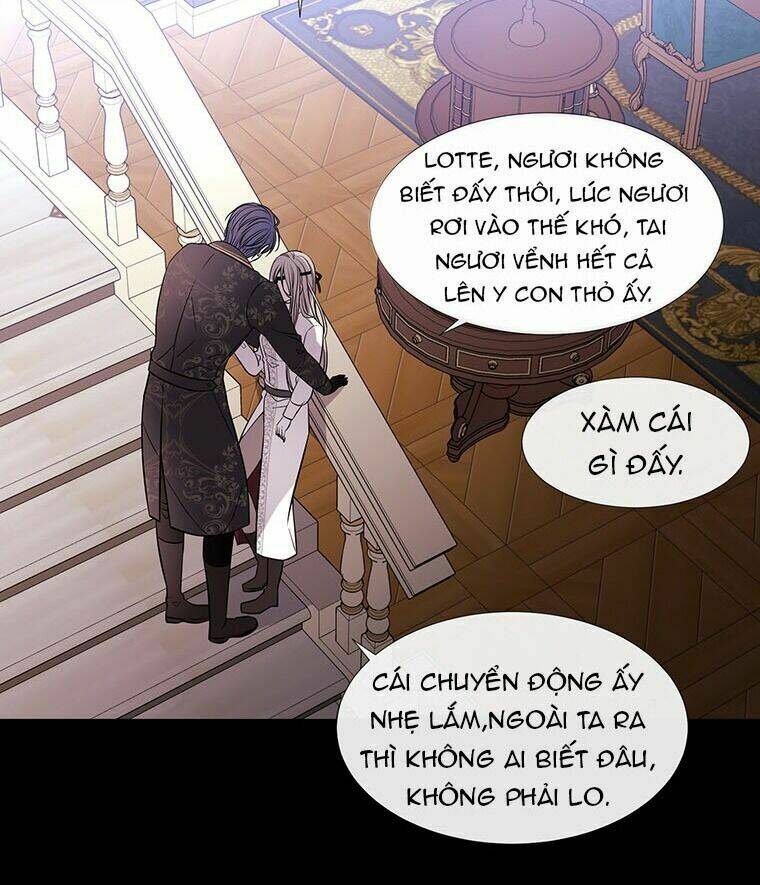 LOTTE, NGƯƠI KHÔNG
BIẾT ĐẤY THÔI, LÚC NGƯƠI
RƠI VÀO THẾ KHÓ, TAI
NGƯƠI VỂNH HẾT CẢ
LÊN Y CON THỎ ẤY.
XÀM CÁI
GÌ ĐẤY.
CÁI CHUYỂN ĐỘNG ẤY
NHẸ LẮM,NGOÀI TA RA
THÌ KHÔNG AI BIẾT ĐÂU,
KHÔNG PHẢI LO.